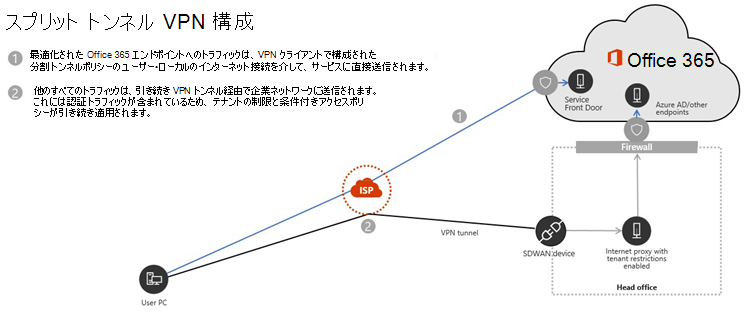 スプリット トンネル VPN 構成
1 最適化された Office 365 エンドポイントへのトラフィックは、VPN クライアントで構成された
分割トンネルポリシーのユーザー・ローカルのインターネット接続を介して、サービスに直接送信されます。
2 他のすべてのトラフィックは、引き続き VPN トンネル経由で企業ネットワークに送信されます。
これには認証トラフィックが含まれているため、テナントの制限と条件付きアクセスポリ
シーが引き続き適用されます。
Office 365
Service
Front Door
Azure AD/other
endpoints
1
Firewall
ISP
2
VPN tunnel
SDWAN device
Internet proxy with
tenant restrictions
enabled
User PC
Head office